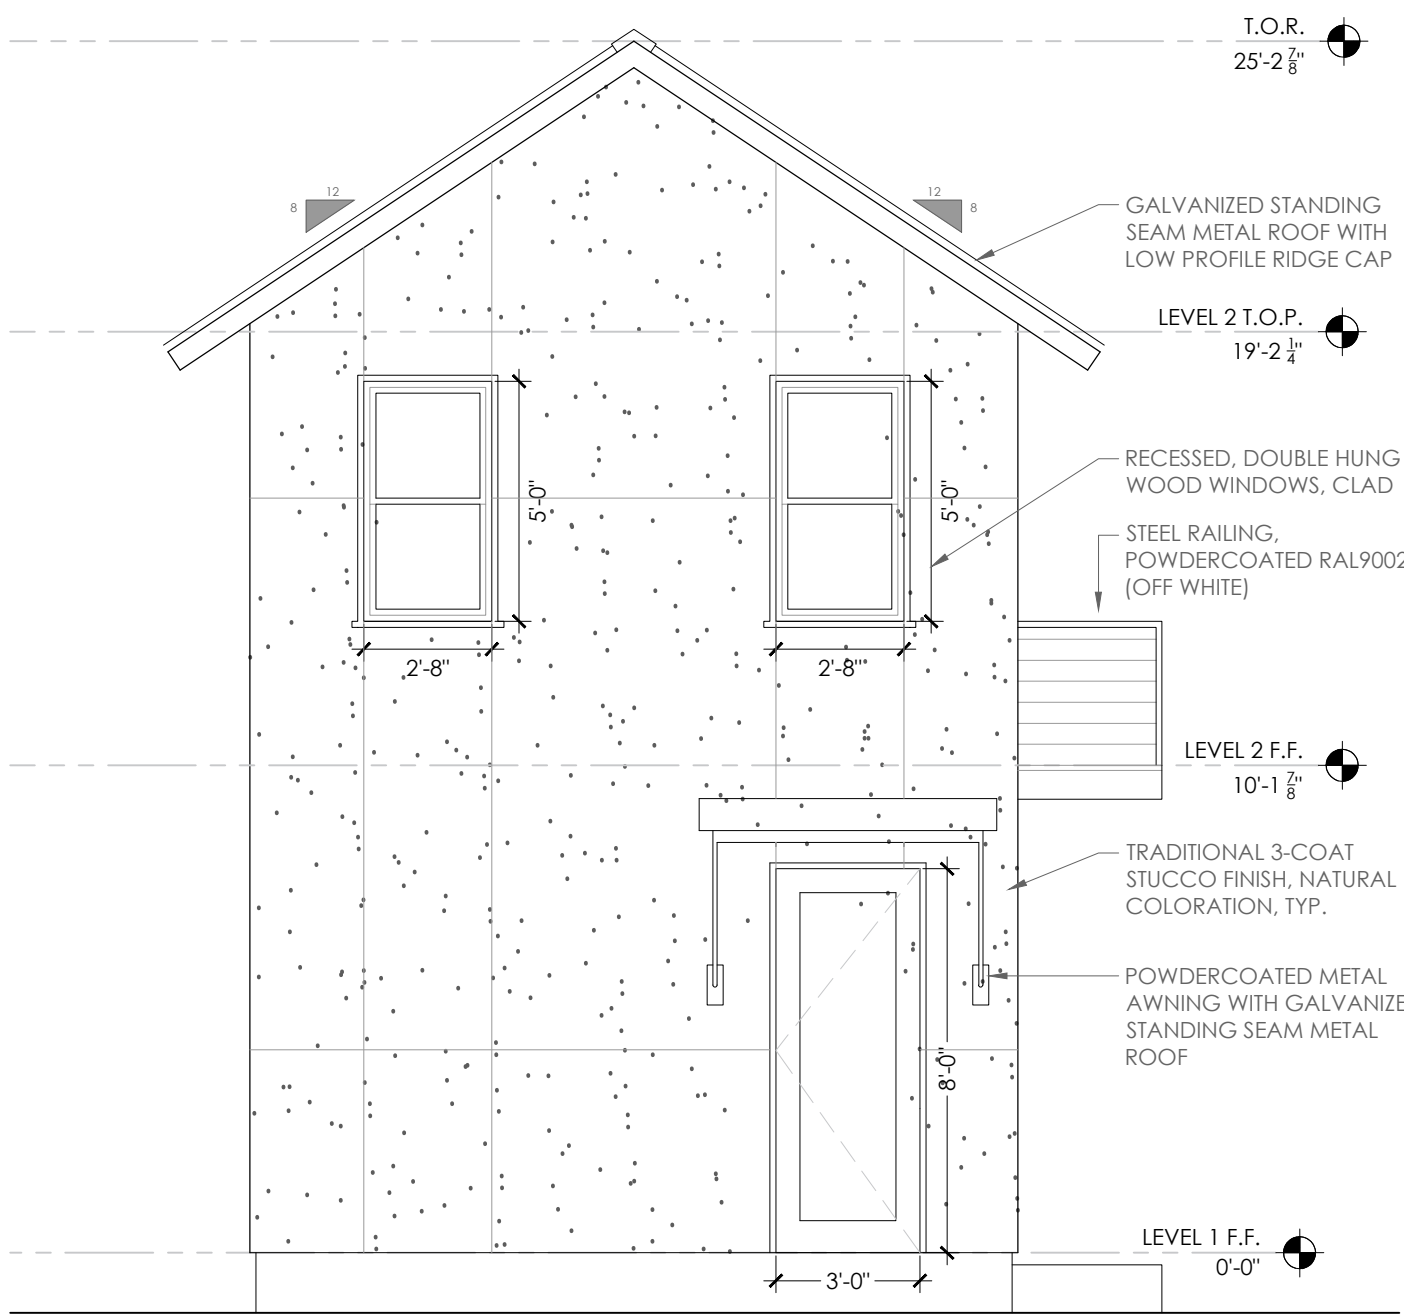 T.O.R.
25'-2 7/8"
12
8
12
8
GALVANIZED STANDING
SEAM METAL ROOF WITH
LOW PROFILE RIDGE CAP
LEVEL 2 T.O.P.
19'-2 1/4"
RECESSED, DOUBLE HUNG
WOOD WINDOWS, CLAD
5'-0"
5'-0"
STEEL RAILING,
POWDERCOATED RAL9002
(OFF WHITE)
2'-8"
2'-8"
LEVEL 2 F.F.
10'-1 7/8"
TRADITIONAL 3-COAT
STUCCO FINISH, NATURAL
COLORATION, TYP.
POWDERCOATED METAL
AWNING WITH GALVANIZE
STANDING SEAM METAL
ROOF
8'-0"
LEVEL 1 F.F.
0'-0"
3'-0"